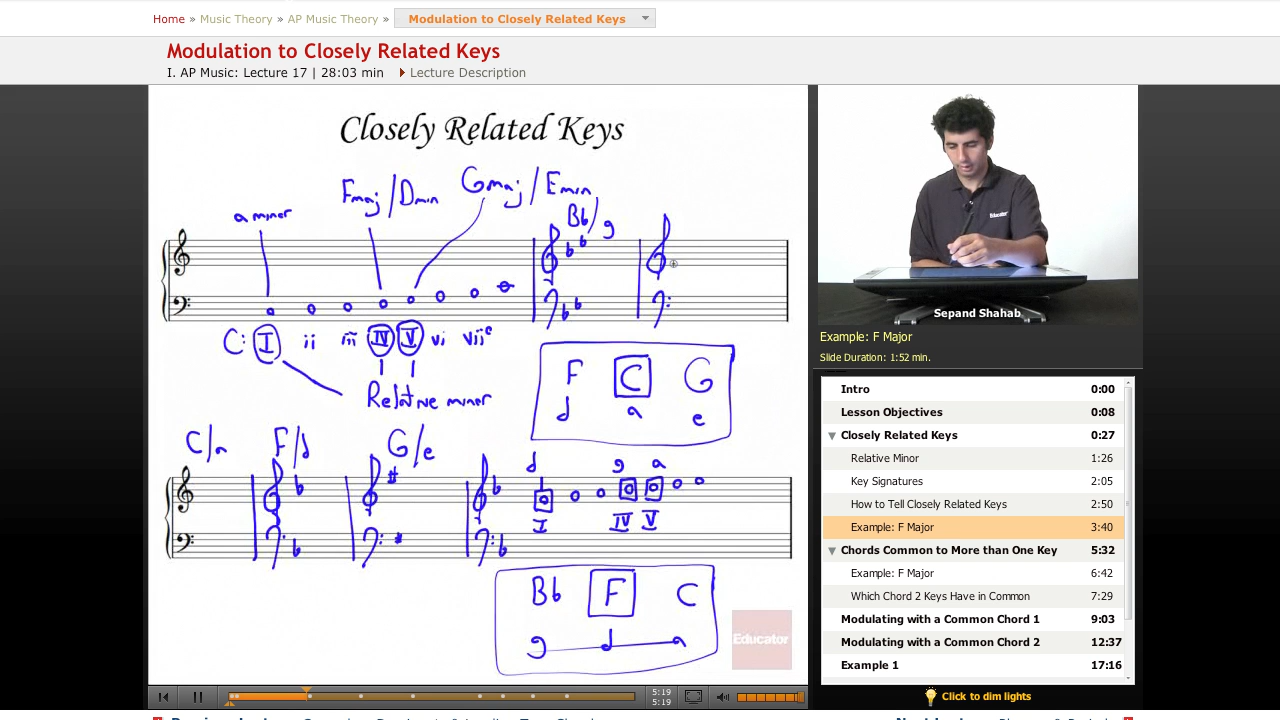 Home » Music Theory » AP Music Theory » Modulation to Closely Related Keys
Modulation to Closely Related Keys
I. AP Music: Lecture 17 | 28:03 min Lecture Description
Closely Related Keys
a minor
Fmaj/Dmin
Gmaj/Emin
Bb/g
C: I ii iii IV V vi vii°
Relative minor
F C G
d a e
C/a F/d G/e
d g a
I IV V
Bb F C
g d a
Educator
5:19
5:19
Educator
Sepand Shahab
Example: F Major
Slide Duration: 1:52 min.
Intro 0:00
Lesson Objectives 0:08
Closely Related Keys 0:27
Relative Minor 1:26
Key Signatures 2:05
How to Tell Closely Related Keys 2:50
Example: F Major 3:40
Chords Common to More than One Key 5:32
Example: F Major 6:42
Which Chord 2 Keys Have in Common 7:29
Modulating with a Common Chord 1 9:03
Modulating with a Common Chord 2 12:37
Example 1 17:16
Click to dim lights